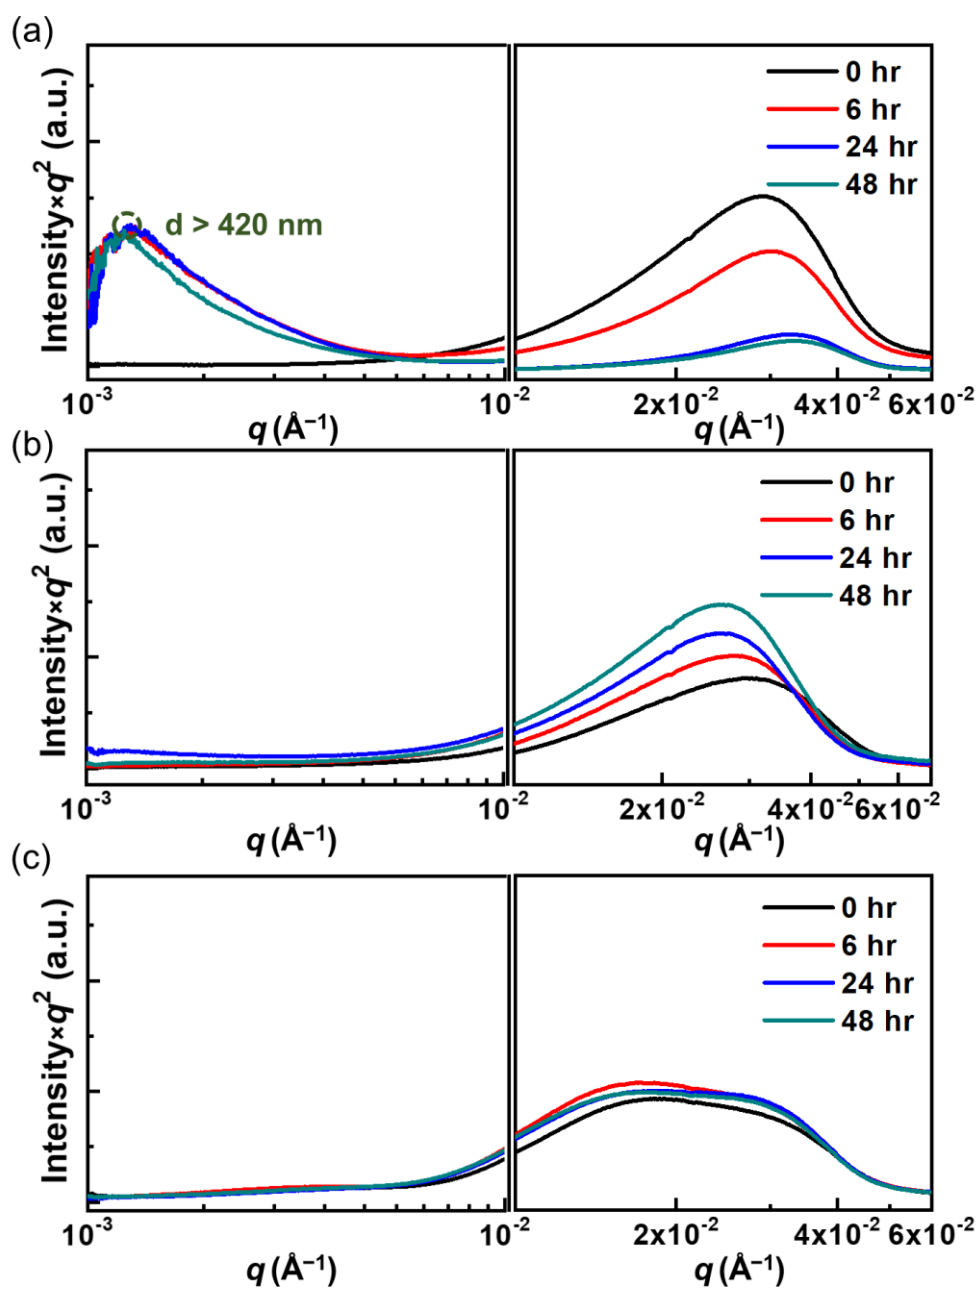 (a)
Intensity×q² (a.u.)
d > 420 nm
0 hr
6 hr
24 hr
48 hr
10⁻³
10⁻²
2x10⁻²
4x10⁻²
6x10⁻²
q (Å⁻¹)
q (Å⁻¹)
(b)
Intensity×q² (a.u.)
0 hr
6 hr
24 hr
48 hr
10⁻³
10⁻²
2x10⁻²
4x10⁻²
6x10⁻²
q (Å⁻¹)
q (Å⁻¹)
(c)
Intensity×q² (a.u.)
0 hr
6 hr
24 hr
48 hr
10⁻³
10⁻²
2x10⁻²
4x10⁻²
6x10⁻²
q (Å⁻¹)
q (Å⁻¹)